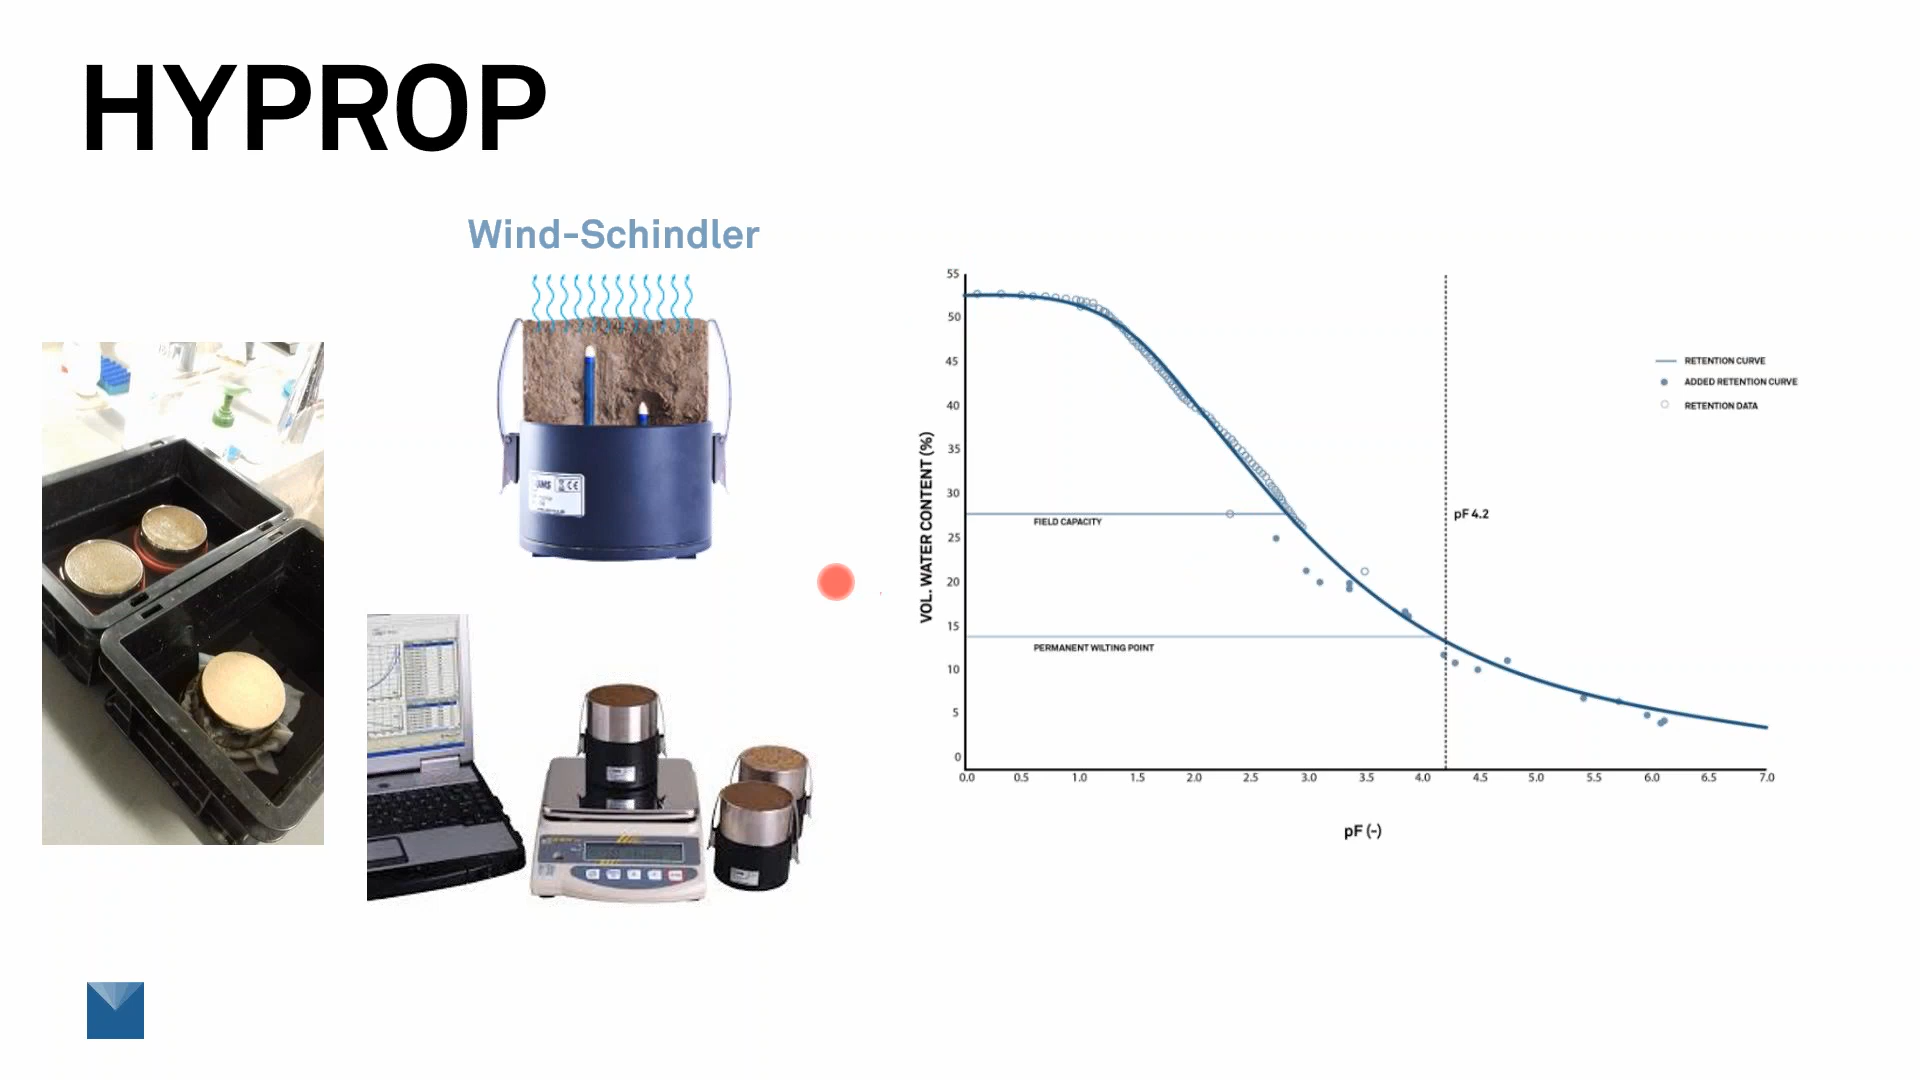 HYPROP
Wind-Schindler
UMS
CE
VOL. WATER CONTENT (%)
55
50
45
40
35
30
25
20
15
10
5
0
FIELD CAPACITY
PERMANENT WILTING POINT
pF 4.2
RETENTION CURVE
ADDED RETENTION CURVE
RETENTION DATA
0.0 0.5 1.0 1.5 2.0 2.5 3.0 3.5 4.0 4.5 5.0 5.5 6.0 6.5 7.0
pF (-)